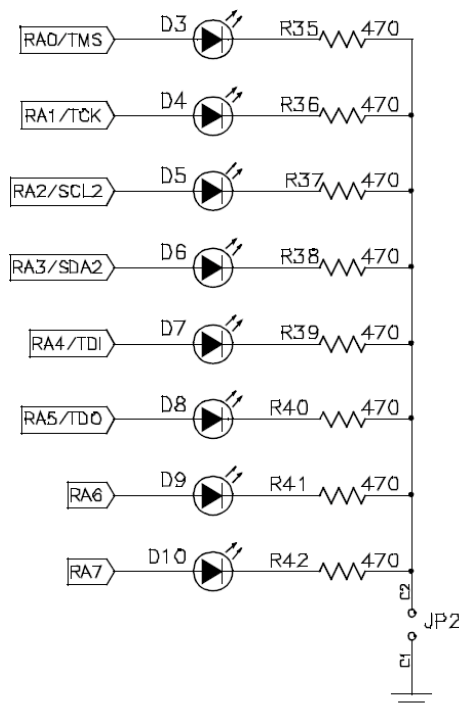 RA0/TMS D3 R35 470
RA1/TCK D4 R36 470
RA2/SCL2 D5 R37 470
RA3/SDA2 D6 R38 470
RA4/TDI D7 R39 470
RA5/TDO D8 R40 470
RA6 D9 R41 470
RA7 D10 R42 470
C2
JP2
C1